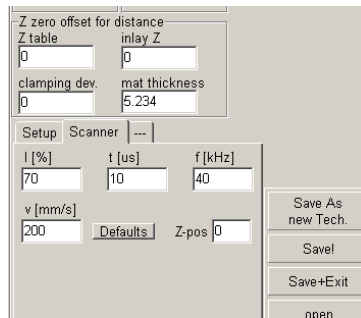 Z zero offset for distance
Z table inlay Z
0 0
clamping dev. mat thickness
0 5.234
Setup Scanner ---
I [%] t [us] f [kHz]
70 10 40
v [mm/s]
200 Defaults Z-pos 0
Save As
new Tech.
Save!
Save+Exit
open